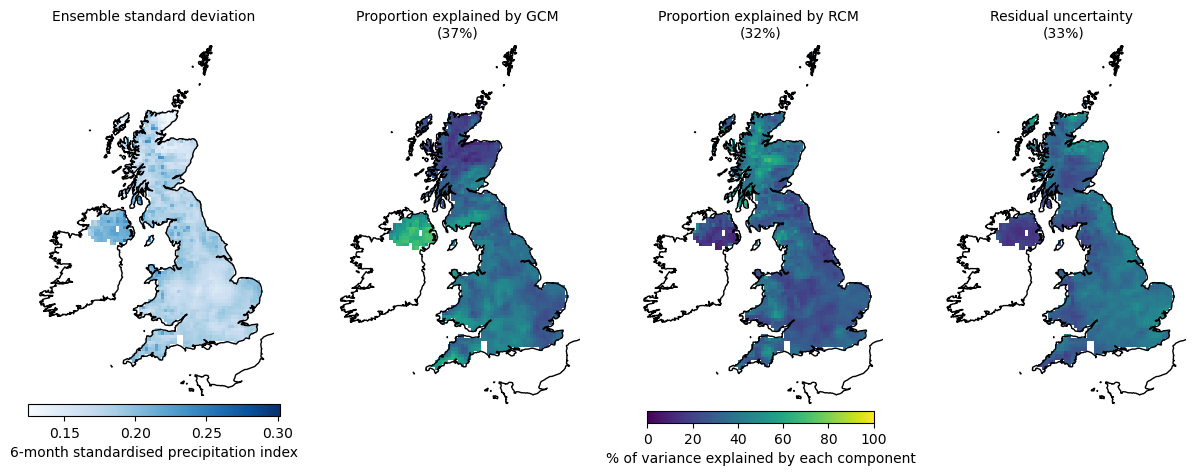 Ensemble standard deviation
Proportion explained by GCM
(37%)
Proportion explained by RCM
(32%)
Residual uncertainty
(33%)
0.15 0.20 0.25 0.30
6-month standardised precipitation index
0 20 40 60 80 100
% of variance explained by each component